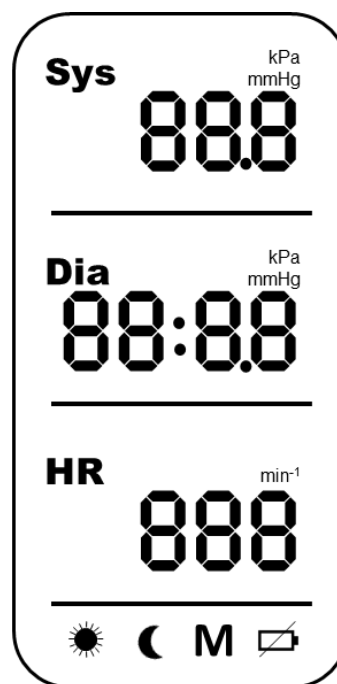 kPa
Sys mmHg
88.8
kPa
Dia mmHg
88:8.8
HR min⁻¹
888
M